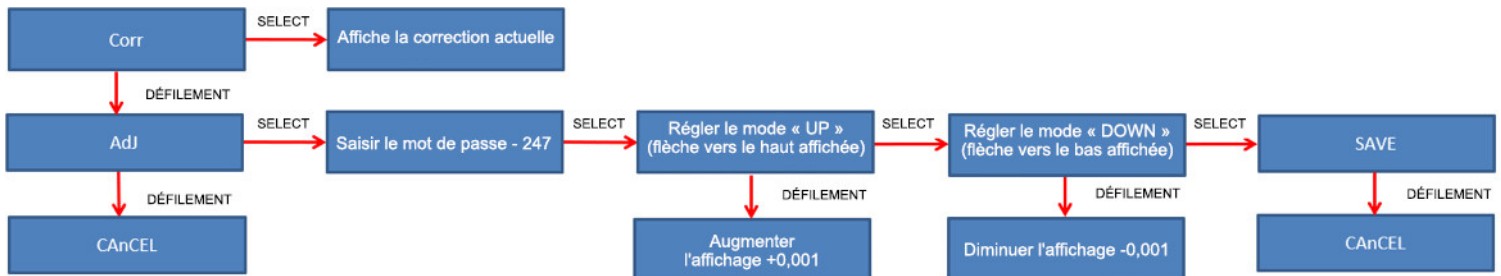 Corr
SELECT
Affiche la correction actuelle
DÉFILEMENT
AdJ
SELECT
Saisir le mot de passe - 247
SELECT
Régler le mode « UP »
(flèche vers le haut affichée)
SELECT
Régler le mode « DOWN »
(flèche vers le bas affichée)
SELECT
SAVE
DÉFILEMENT
DÉFILEMENT
DÉFILEMENT
DÉFILEMENT
CAnCEL
Augmenter
l'affichage +0,001
Diminuer l'affichage -0,001
CAnCEL